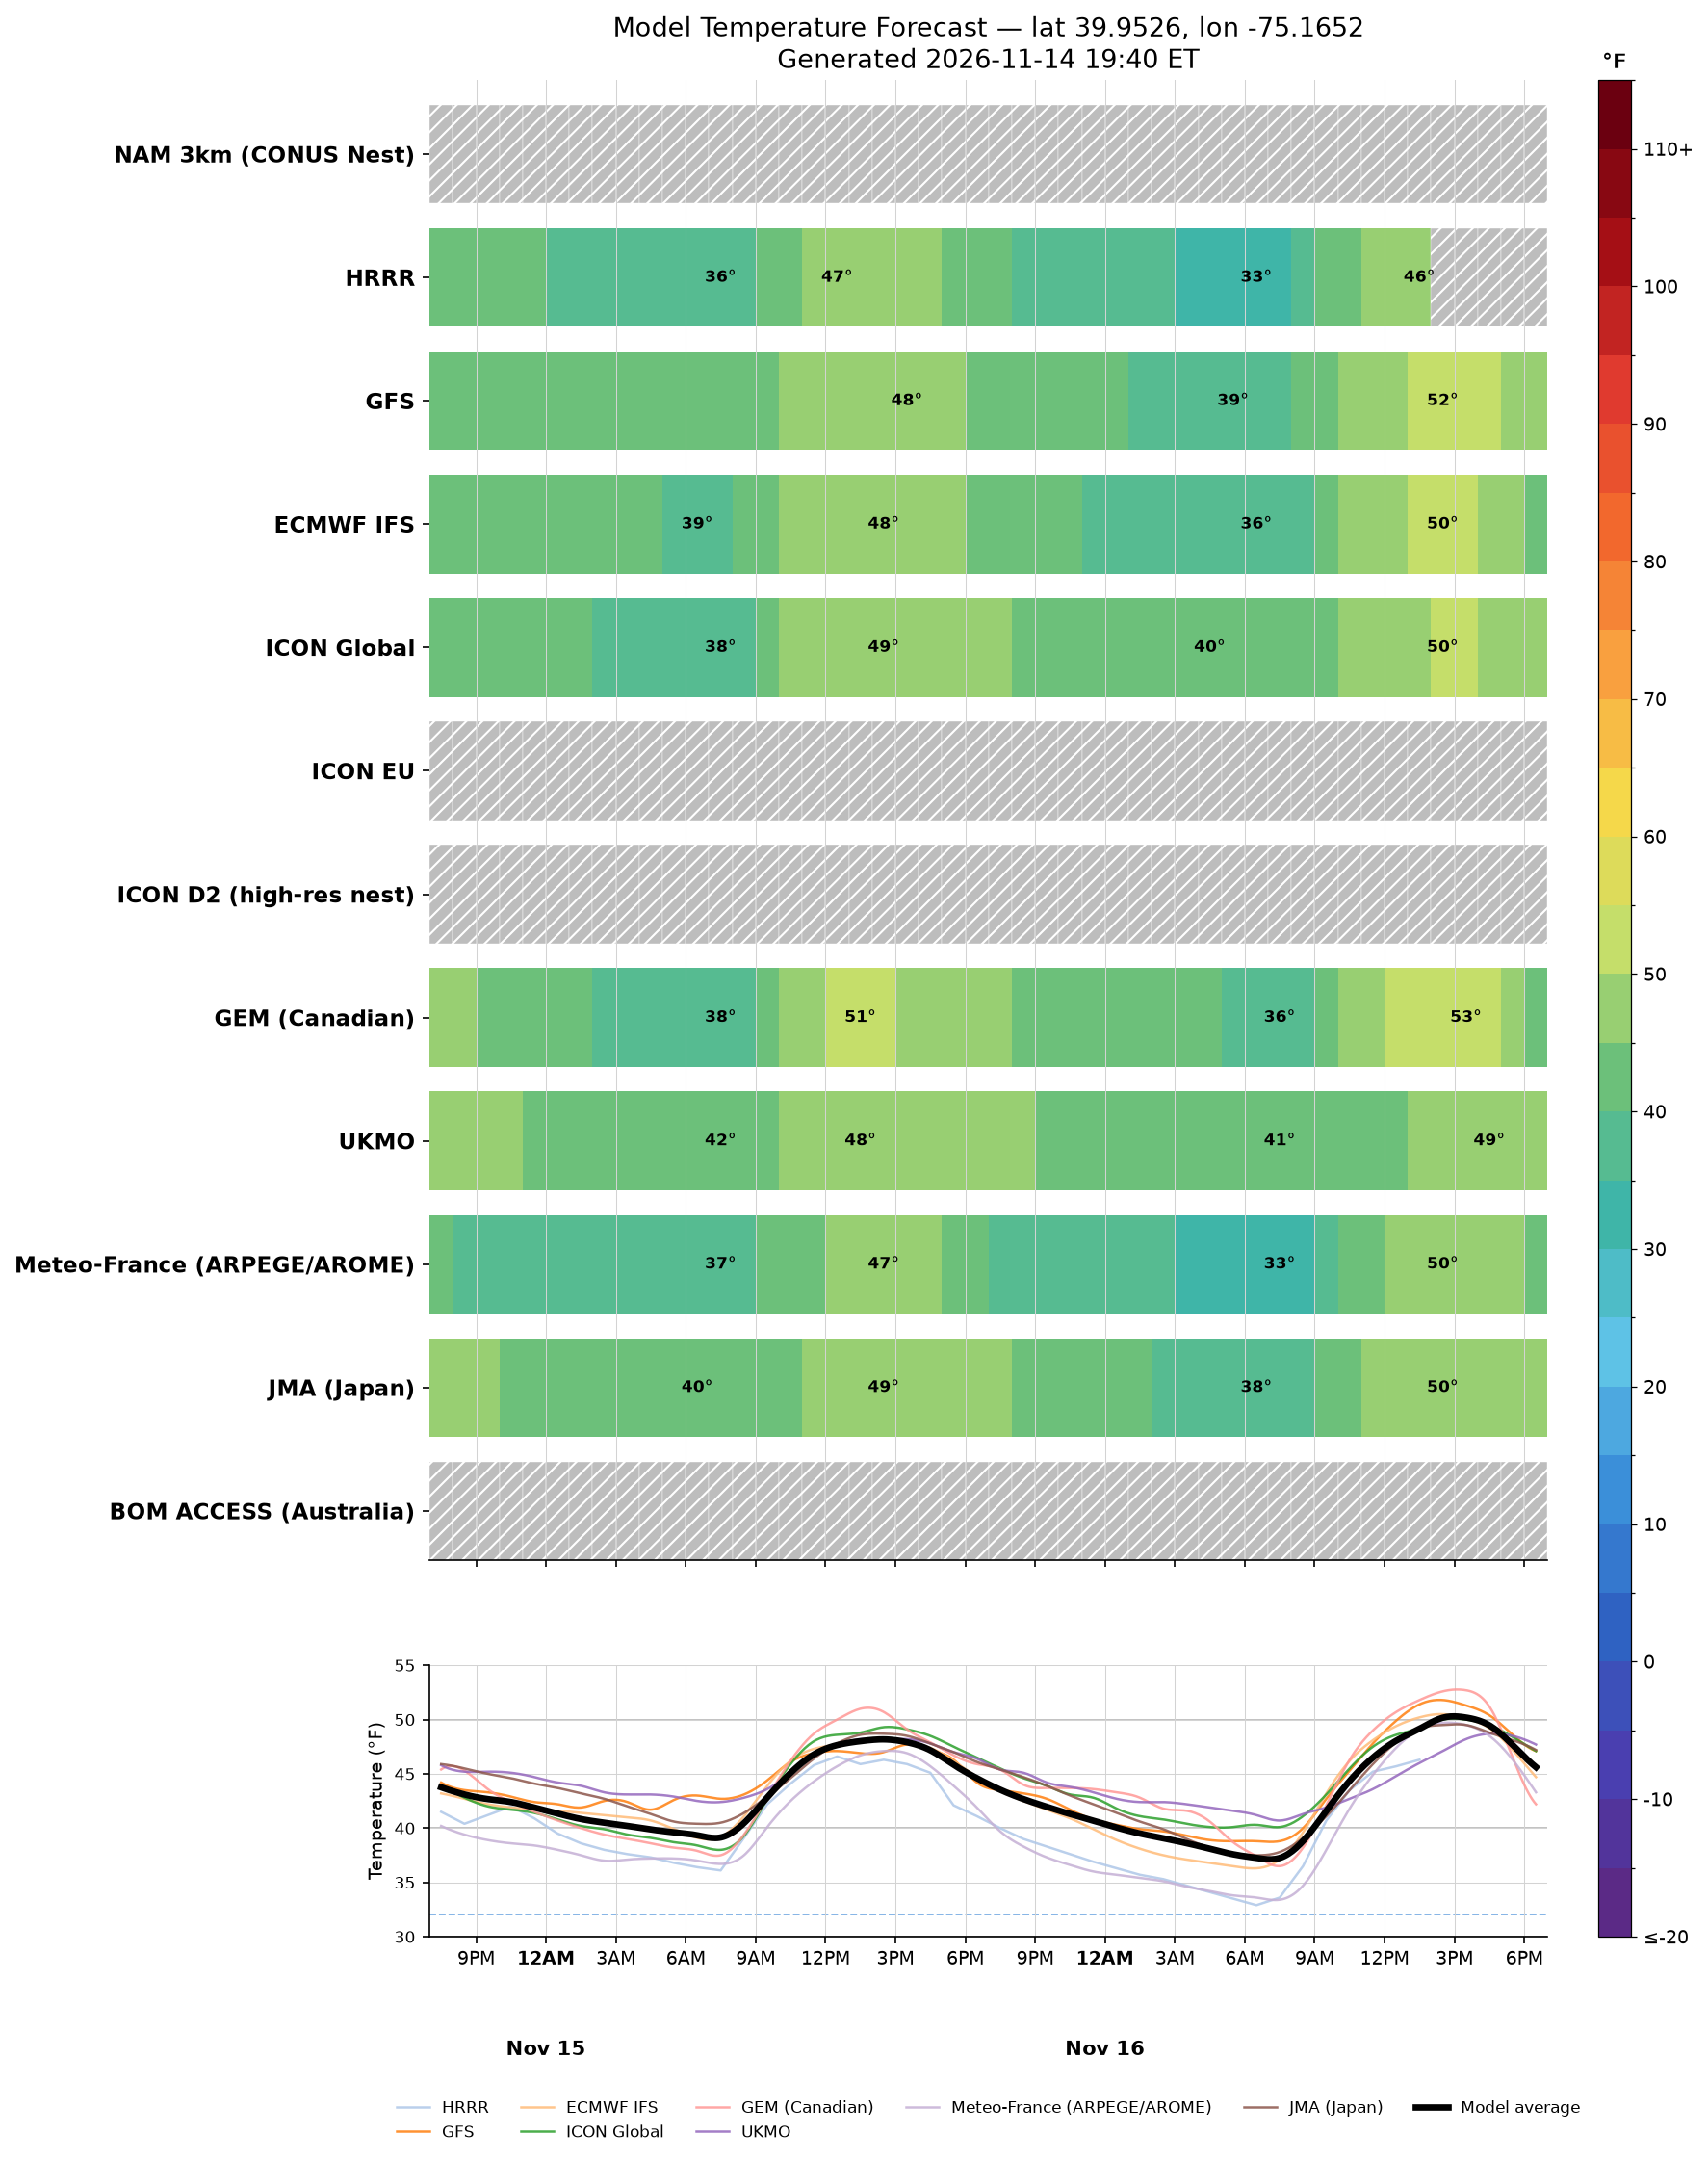 Model Temperature Forecast — lat 39.9526, lon -75.1652
Generated 2026-11-14 19:40 ET
°F
NAM 3km (CONUS Nest)
HRRR
36° 47° 33° 46°
GFS
48° 39° 52°
ECMWF IFS
39° 48° 36° 50°
ICON Global
38° 49° 40° 50°
ICON EU
ICON D2 (high-res nest)
GEM (Canadian)
38° 51° 36° 53°
UKMO
42° 48° 41° 49°
Meteo-France (ARPEGE/AROME)
37° 47° 33° 50°
JMA (Japan)
40° 49° 38° 50°
BOM ACCESS (Australia)
110+
100
90
80
70
60
50
40
30
20
10
0
-10
≤-20
Temperature (°F)
55
50
45
40
35
30
9PM 12AM 3AM 6AM 9AM 12PM 3PM 6PM 9PM 12AM 3AM 6AM 9AM 12PM 3PM 6PM
Nov 15 Nov 16
HRRR ECMWF IFS GEM (Canadian) Meteo-France (ARPEGE/AROME) JMA (Japan) Model average
GFS ICON Global UKMO